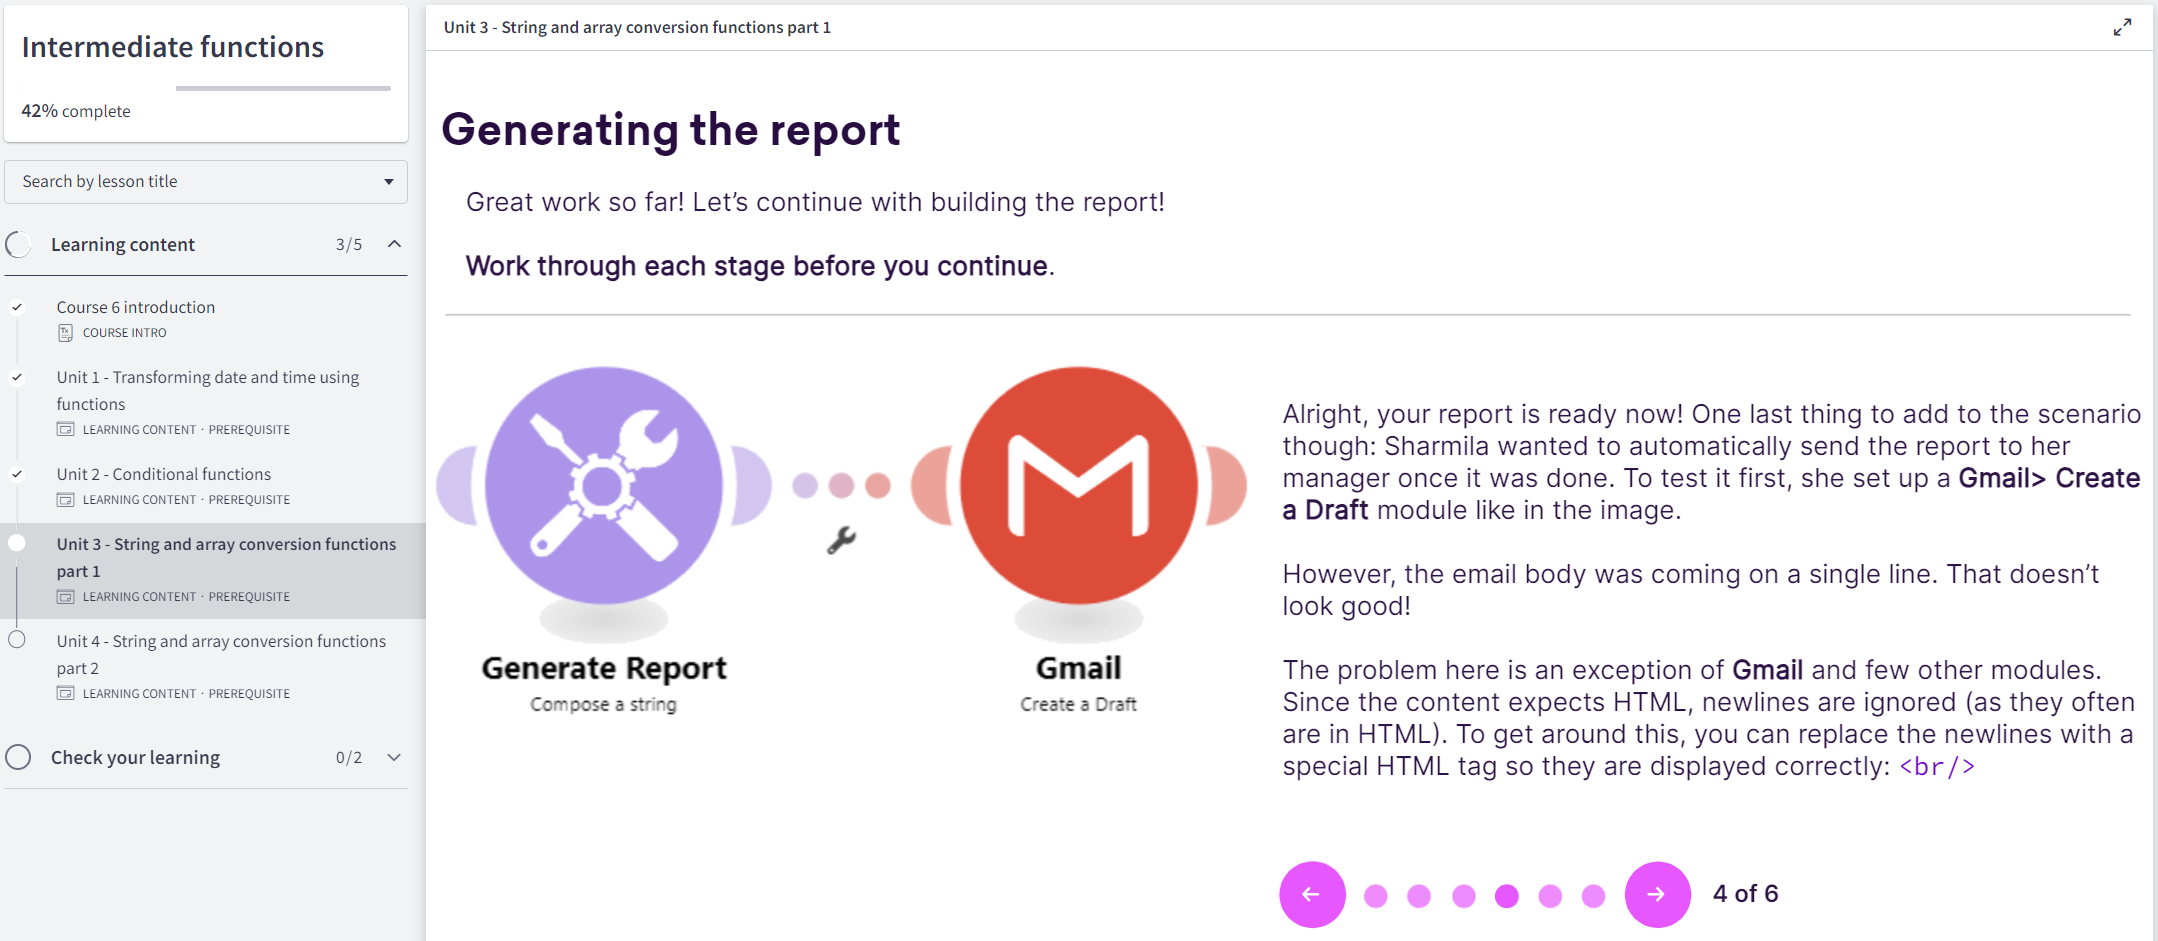 Intermediate functions
42% complete
Search by lesson title
Learning content 3/5
Course 6 introduction
COURSE INTRO
Unit 1 - Transforming date and time using
functions
LEARNING CONTENT · PREREQUISITE
Unit 2 - Conditional functions
LEARNING CONTENT · PREREQUISITE
Unit 3 - String and array conversion functions
part 1
LEARNING CONTENT · PREREQUISITE
Unit 4 - String and array conversion functions
part 2
LEARNING CONTENT · PREREQUISITE
Check your learning 0/2
Unit 3 - String and array conversion functions part 1
Generating the report
Great work so far! Let’s continue with building the report!
Work through each stage before you continue.
Generate Report
Compose a string
Gmail
Create a Draft
Alright, your report is ready now! One last thing to add to the scenario
though: Sharmila wanted to automatically send the report to her
manager once it was done. To test it first, she set up a Gmail> Create
a Draft module like in the image.
However, the email body was coming on a single line. That doesn’t
look good!
The problem here is an exception of Gmail and few other modules.
Since the content expects HTML, newlines are ignored (as they often
are in HTML). To get around this, you can replace the newlines with a
special HTML tag so they are displayed correctly: <br/>
4 of 6